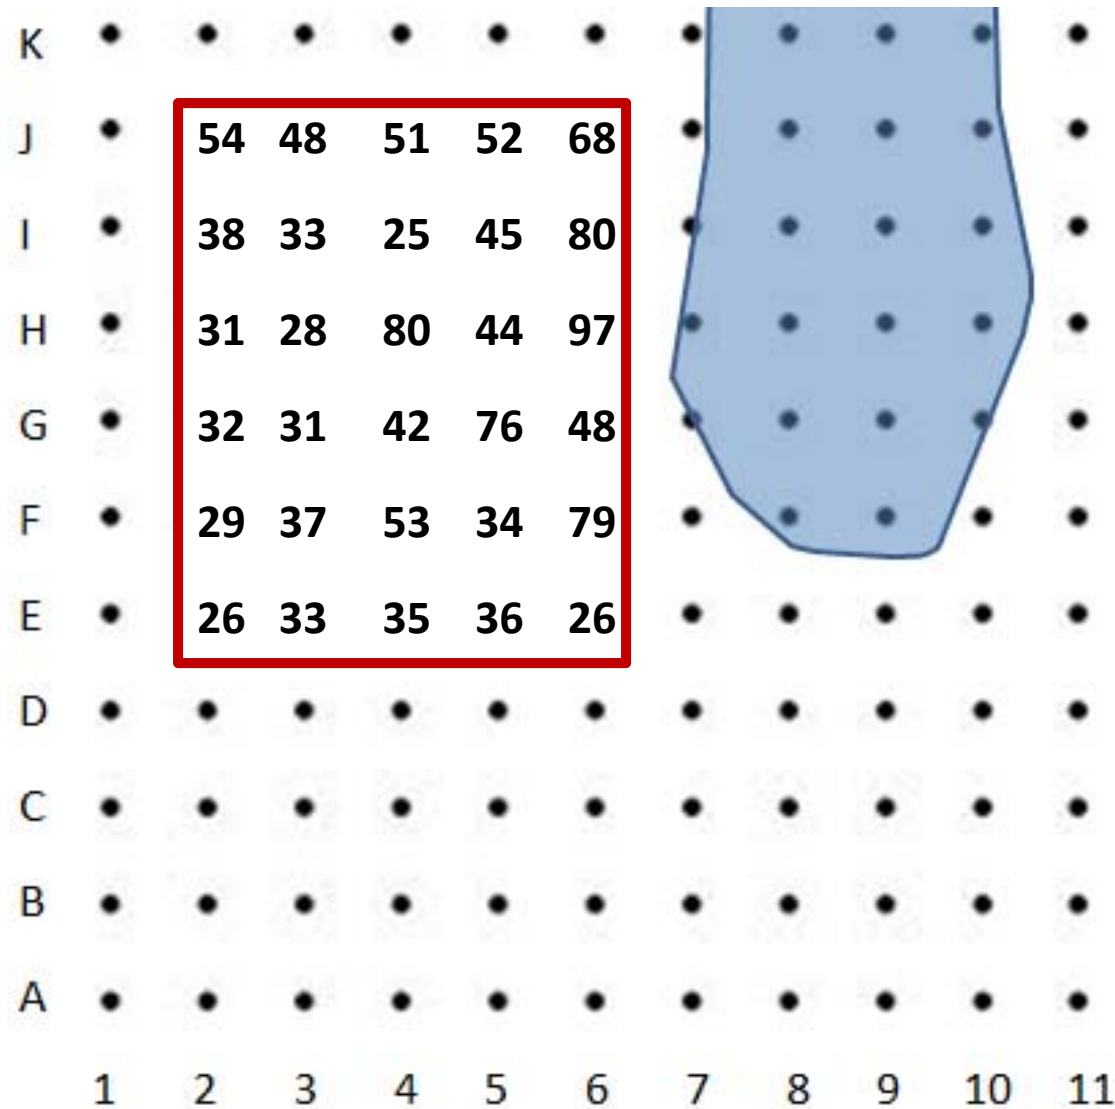 K
J 54 48 51 52 68
I 38 33 25 45 80
H 31 28 80 44 97
G 32 31 42 76 48
F 29 37 53 34 79
E 26 33 35 36 26
D
C
B
A
1 2 3 4 5 6 7 8 9 10 11